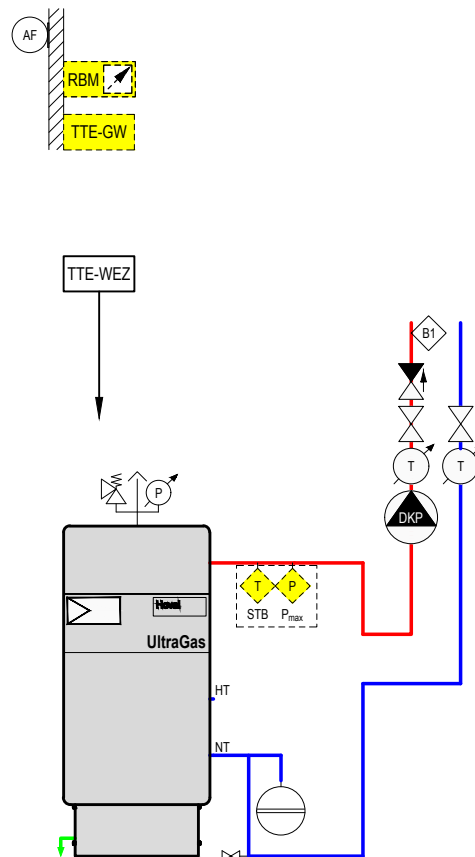 AF
RBM
TTE-GW
TTE-WEZ
B1
T
T
P
DKP
T
P
STB
Pmax
Hoval
UltraGas
HT
NT